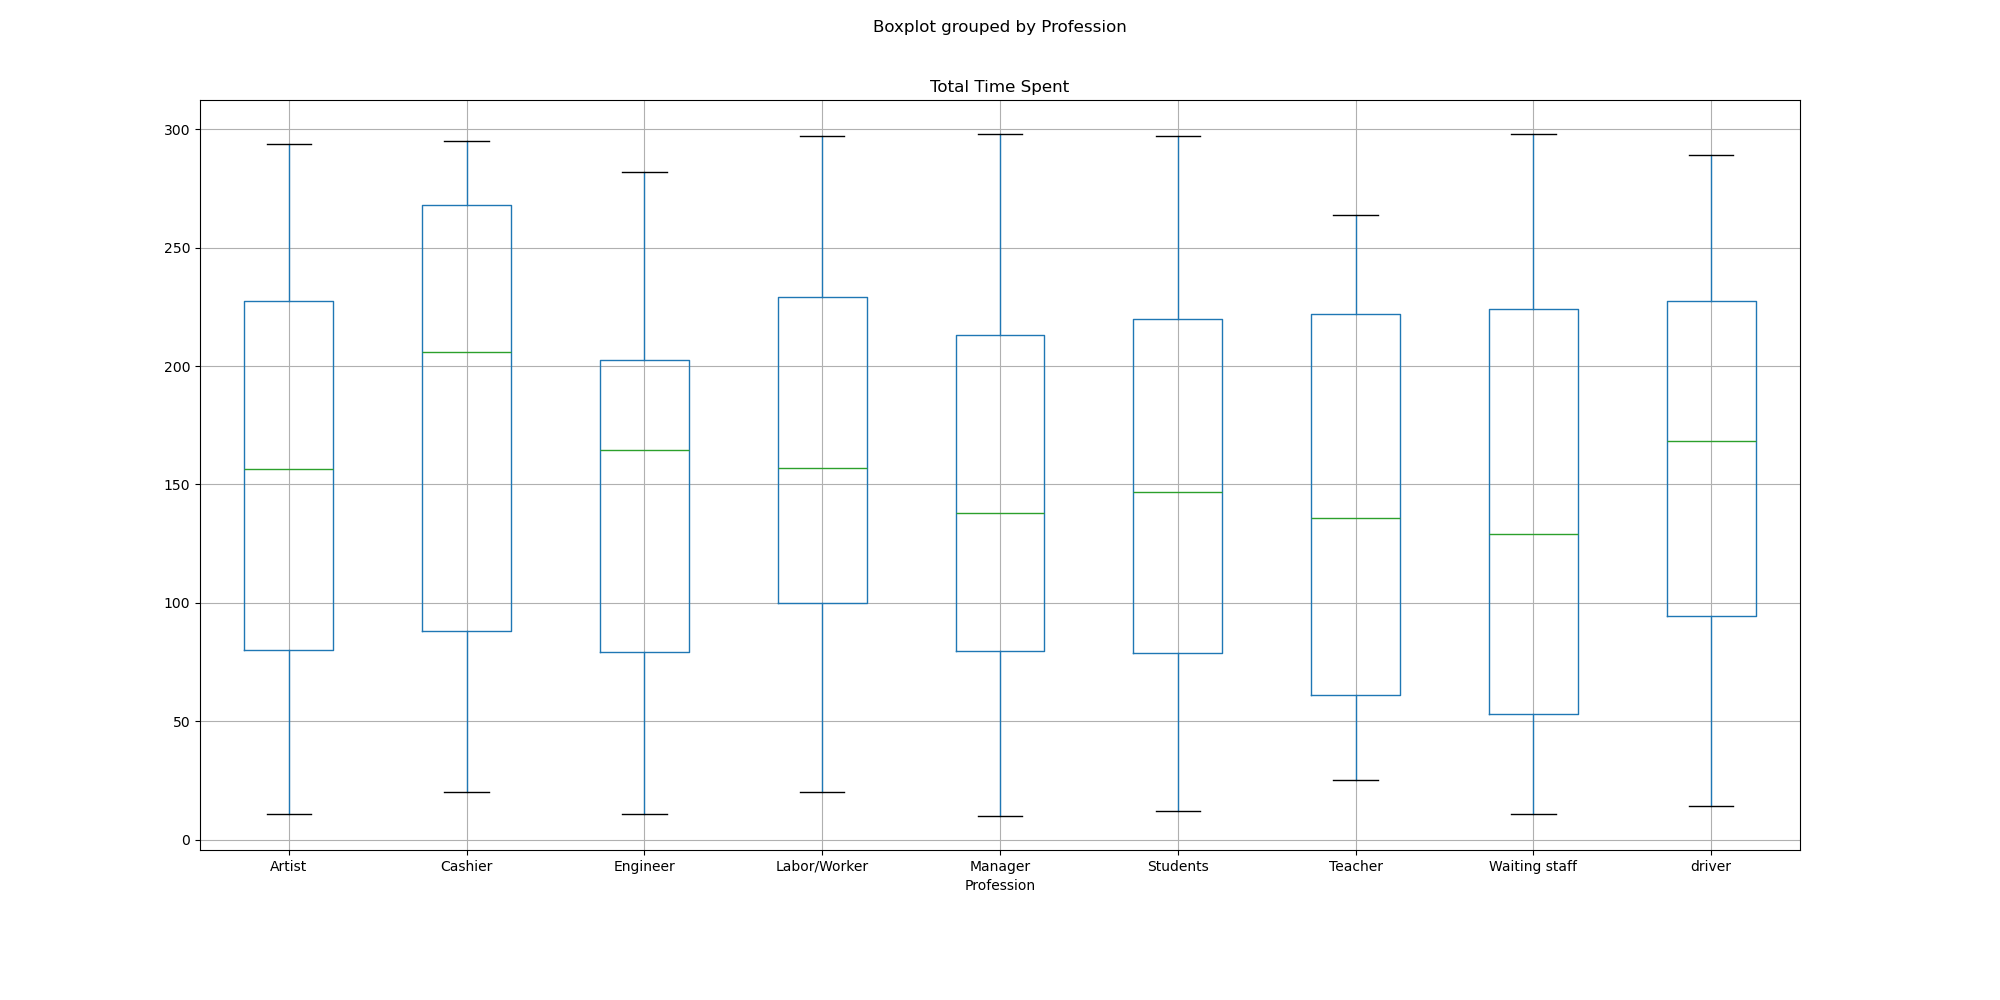 Boxplot grouped by Profession
Total Time Spent
300
250
200
150
100
50
0
Artist Cashier Engineer Labor/Worker Manager Students Teacher Waiting staff driver
Profession